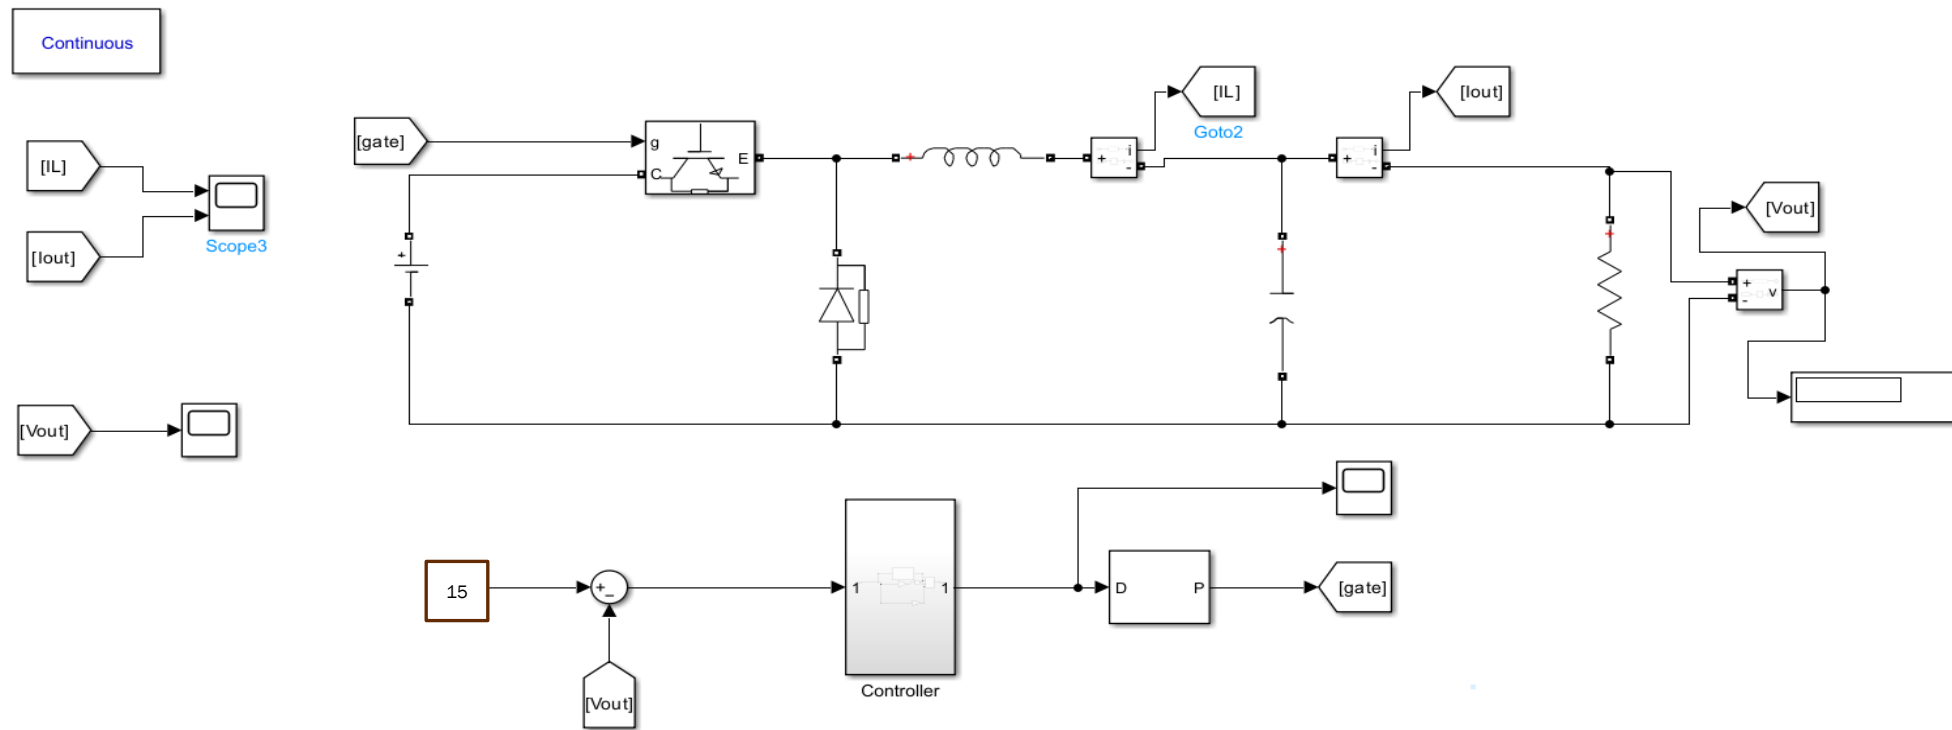 Continuous
[IL]
[Iout]
[gate]
g
E
C
[IL]
Goto2
[Iout]
i
+
-
i
+
-
Scope3
+
+
+
+
[Vout]
+
v
-
[Vout]
15
+
-
1
1
D
P
[gate]
Controller
[Vout]